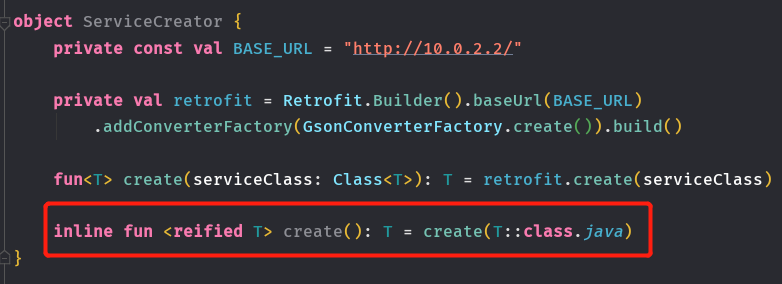 object ServiceCreator {
private const val BASE_URL = "http://10.0.2.2/"
private val retrofit = Retrofit.Builder().baseUrl(BASE_URL)
.addConverterFactory(GsonConverterFactory.create()).build()
fun<T> create(serviceClass: Class<T>): T = retrofit.create(serviceClass)
inline fun <reified T> create(): T = create(T::class.java)
}